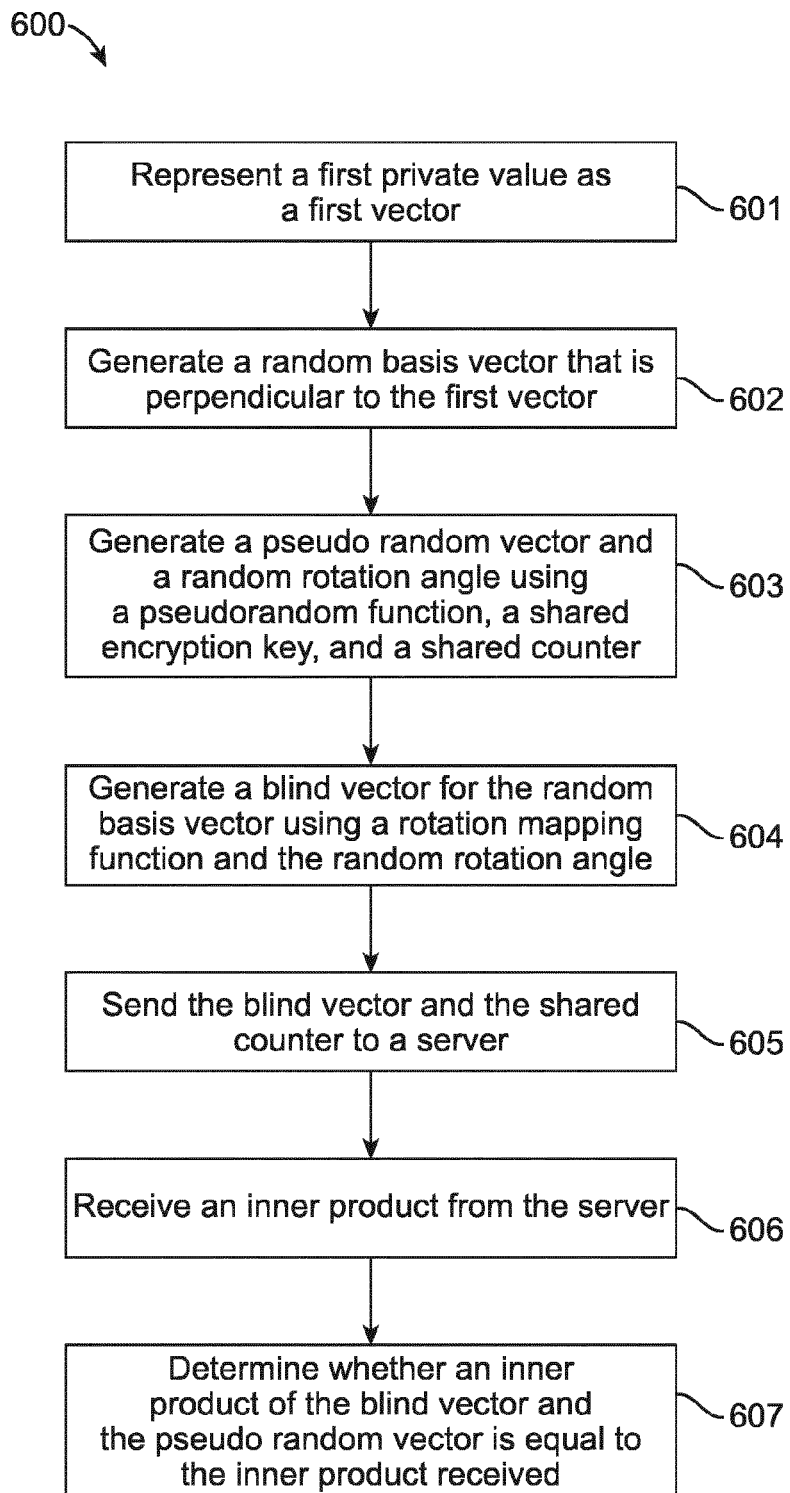 600
Represent a first private value as
a first vector
601
Generate a random basis vector that is
perpendicular to the first vector
602
Generate a pseudo random vector and
a random rotation angle using
a pseudorandom function, a shared
encryption key, and a shared counter
603
Generate a blind vector for the random
basis vector using a rotation mapping
function and the random rotation angle
604
Send the blind vector and the shared
counter to a server
605
Receive an inner product from the server
606
Determine whether an inner
product of the blind vector and
the pseudo random vector is equal to
the inner product received
607